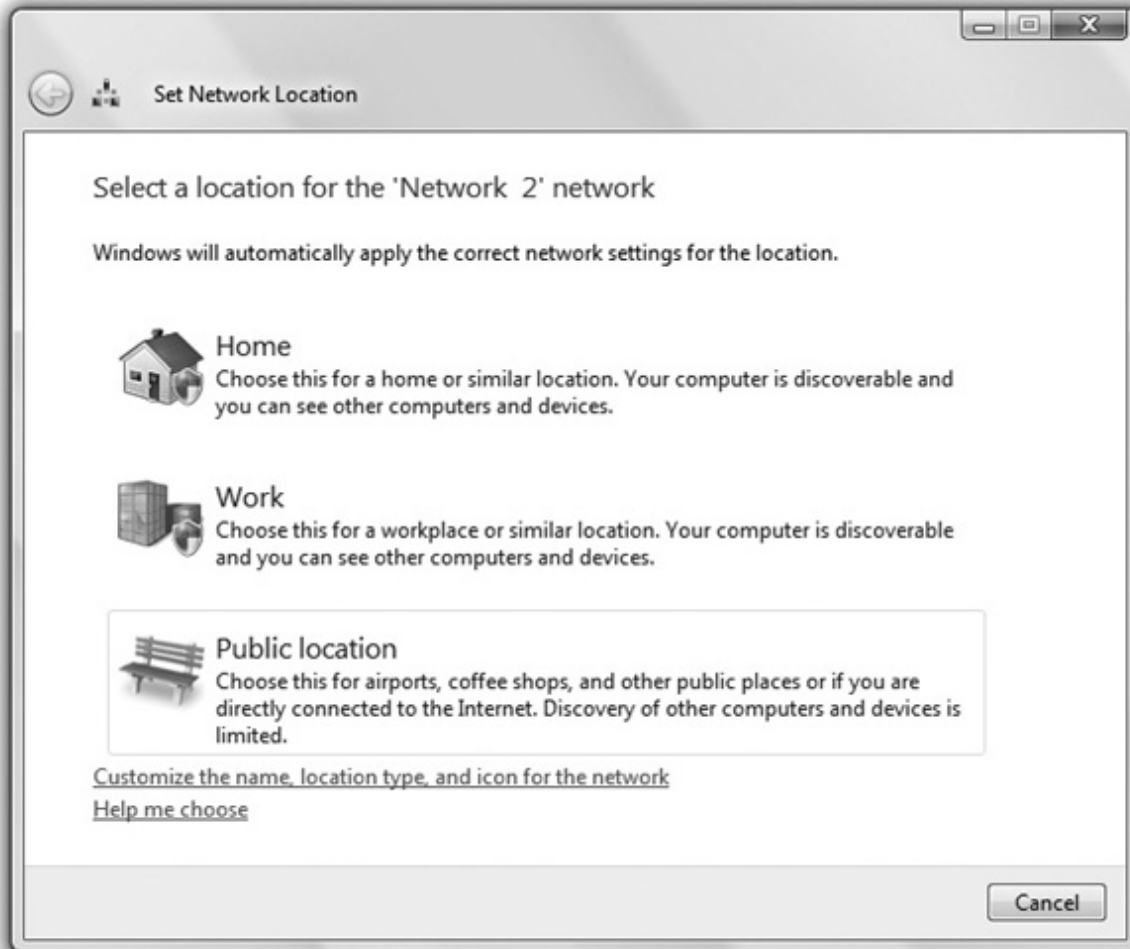 Set Network Location
Select a location for the 'Network 2' network
Windows will automatically apply the correct network settings for the location.
Home
Choose this for a home or similar location. Your computer is discoverable and
you can see other computers and devices.
Work
Choose this for a workplace or similar location. Your computer is discoverable
and you can see other computers and devices.
Public location
Choose this for airports, coffee shops, and other public places or if you are
directly connected to the Internet. Discovery of other computers and devices is
limited.
Customize the name, location type, and icon for the network
Help me choose
Cancel